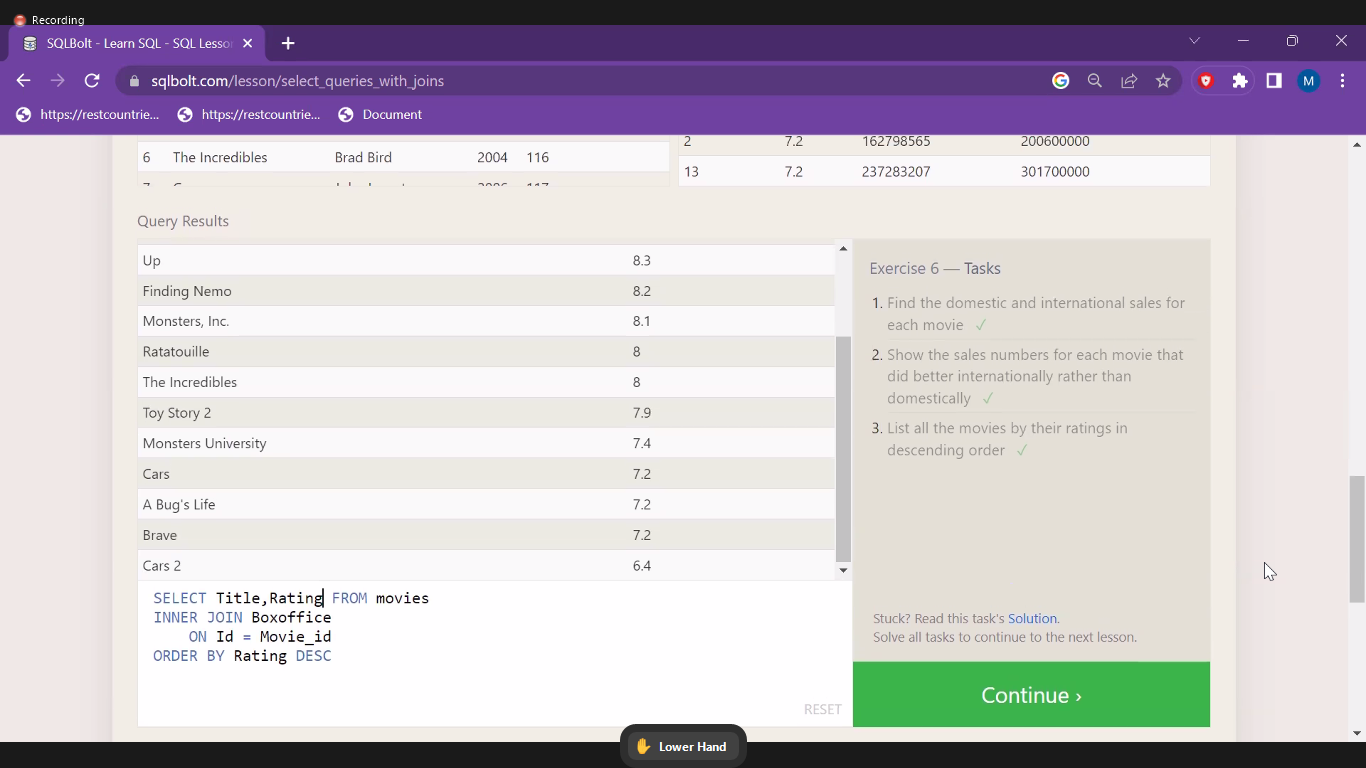 Recording
SQLBolt - Learn SQL - SQL Lesso
sqlbolt.com/lesson/select_queries_with_joins
M
https://restcountrie... https://restcountrie... Document
2 7.2 162798565 200600000
6 The Incredibles Brad Bird 2004 116
13 7.2 237283207 301700000
Query Results
Up 8.3
Finding Nemo 8.2
Monsters, Inc. 8.1
Ratatouille 8
The Incredibles 8
Toy Story 2 7.9
Monsters University 7.4
Cars 7.2
A Bug's Life 7.2
Brave 7.2
Cars 2 6.4
Exercise 6 — Tasks
1. Find the domestic and international sales for
each movie ✓
2. Show the sales numbers for each movie that
did better internationally rather than
domestically ✓
3. List all the movies by their ratings in
descending order ✓
SELECT Title,Rating FROM movies
INNER JOIN Boxoffice
ON Id = Movie_id
ORDER BY Rating DESC
RESET
Stuck? Read this task's Solution.
Solve all tasks to continue to the next lesson.
Continue ›
Lower Hand